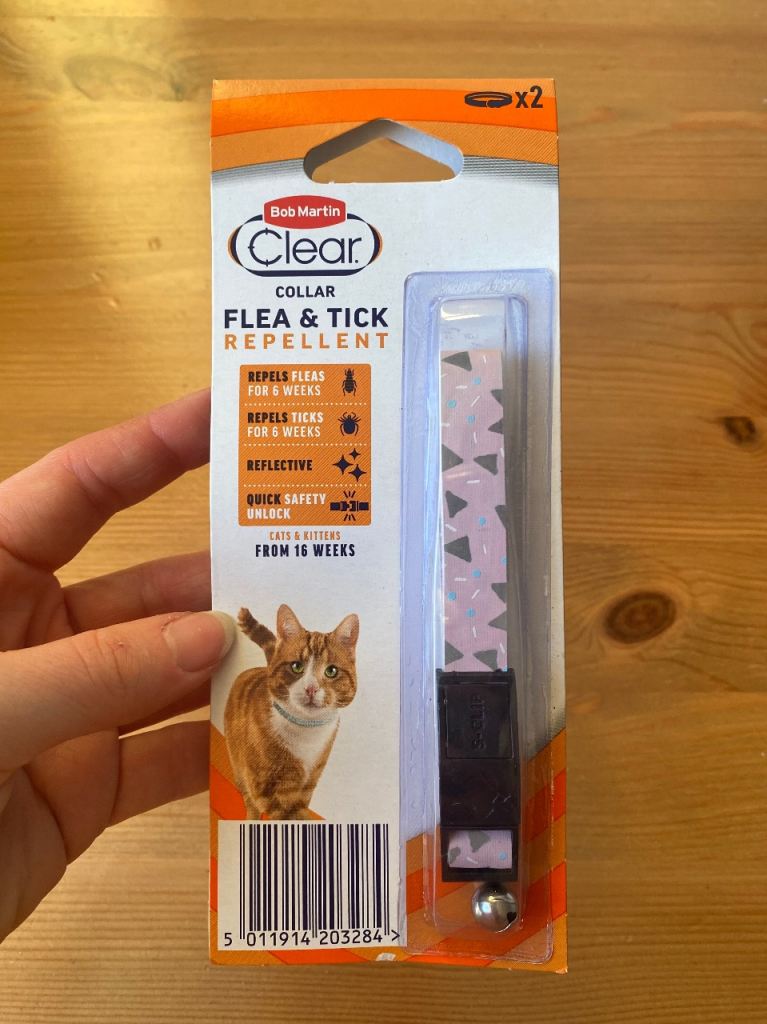 x2
Bob Martin
Clear.
COLLAR
FLEA & TICK
REPELLENT
REPELS FLEAS
FOR 6 WEEKS
REPELS TICKS
FOR 6 WEEKS
REFLECTIVE
QUICK SAFETY
UNLOCK
CATS & KITTENS
FROM 16 WEEKS
S-CLIP
5 011914 203284 >